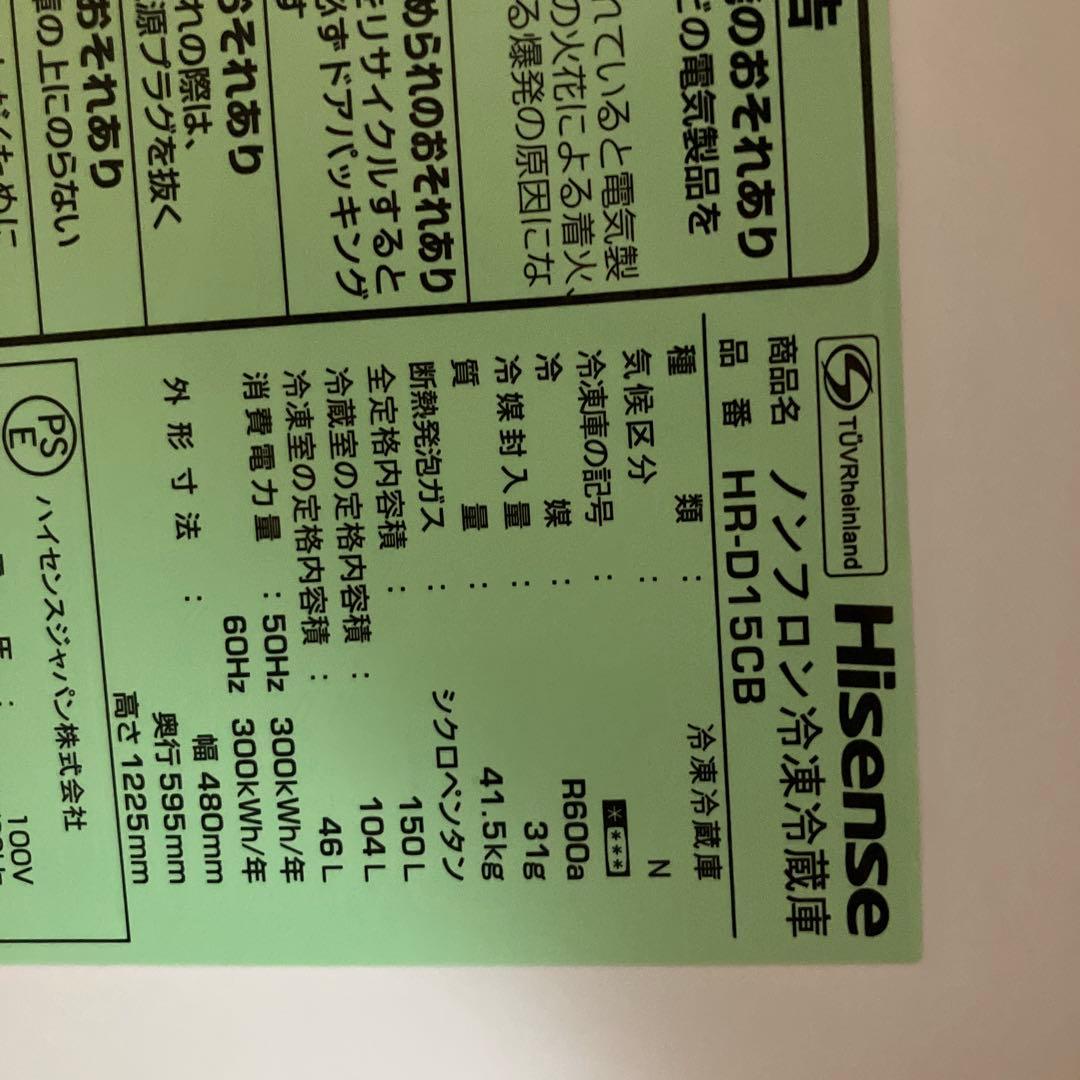 告
のおそれあり
どの電気製品を
れていると電気製
の火花による着火、
る爆発の原因にな
められのおそれあり
リサイクルすると
必ずドアパッキング
す
おそれあり
れの際は、
源プラグを抜く
おそれあり
の上にのらない
TÜVRheinland
Hisense
商品名 ノンフロン冷凍冷蔵庫
品番 HR-D15CB
種類 : 冷凍冷蔵庫
気候区分 : N
冷凍庫の記号 : ****
冷媒 : R600a
冷媒封入量 : 31g
質量 : 41.5kg
断熱発泡ガス : シクロペンタン
全定格内容積 : 150L
冷蔵室の定格内容積 : 104L
冷凍室の定格内容積 : 46L
消費電力量 : 50Hz 300kWh/年
60Hz 300kWh/年
外形寸法 : 幅 480mm
奥行 595mm
高さ 1225mm
PS
E
ハイセンスジャパン株式会社
圧 : 100V